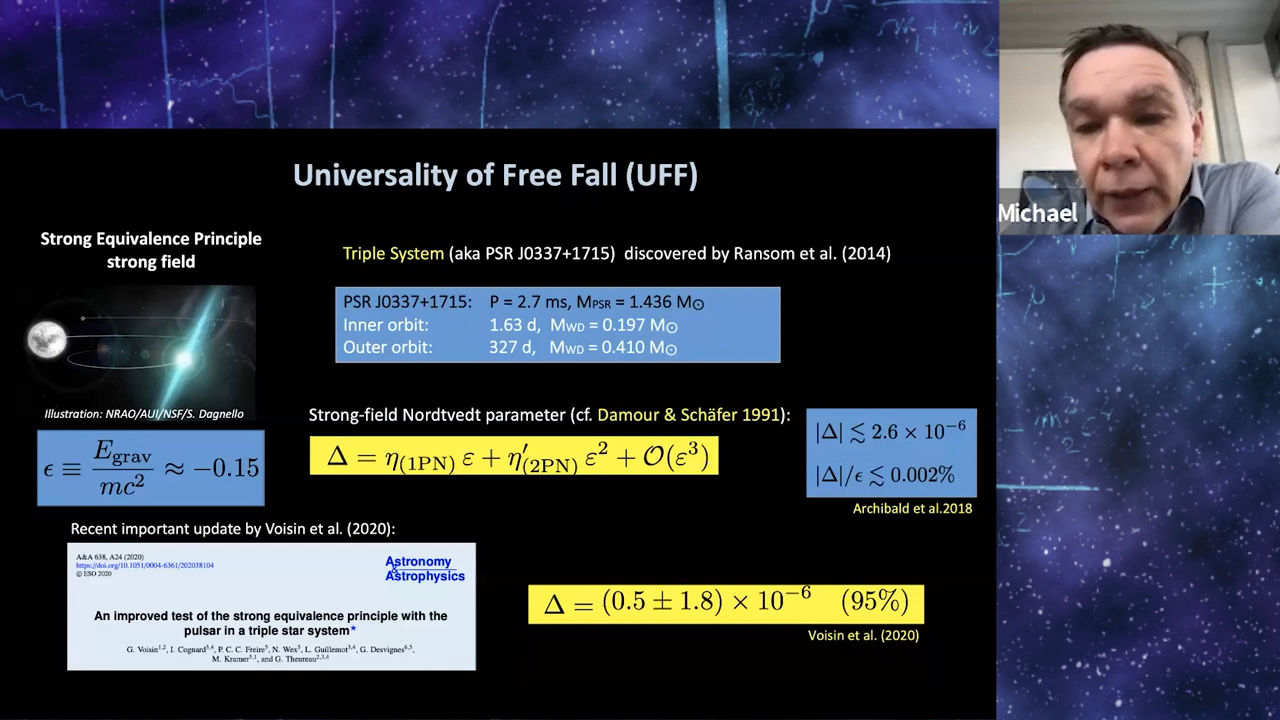 Universality of Free Fall (UFF)
Michael
Strong Equivalence Principle
strong field
Triple System (aka PSR J0337+1715) discovered by Ransom et al. (2014)
PSR J0337+1715: P = 2.7 ms, MPSR = 1.436 M☉
Inner orbit: 1.63 d, MWD = 0.197 M☉
Outer orbit: 327 d, MWD = 0.410 M☉
Illustration: NRAO/AUI/NSF/S. Dagnello
Strong-field Nordtvedt parameter (cf. Damour & Schäfer 1991):
ϵ ≡ E_grav / mc² ≈ −0.15
Δ = η(1PN) ε + η′(2PN) ε² + O(ε³)
|Δ| ≲ 2.6 × 10⁻⁶
|Δ|/ϵ ≲ 0.002%
Archibald et al.2018
Recent important update by Voisin et al. (2020):
A&A 638, A24 (2020)
https://doi.org/10.1051/0004-6361/202038104
© ESO 2020
Astronomy
&
Astrophysics
An improved test of the strong equivalence principle with the
pulsar in a triple star system★
G. Voisin1,2, I. Cognard3,4, P. C. C. Freire5, N. Wex5, L. Guillemot3,4, G. Desvignes6,5,
M. Kramer5,1, and G. Theureau2,3,4
Δ = (0.5 ± 1.8) × 10⁻⁶ (95%)
Voisin et al. (2020)